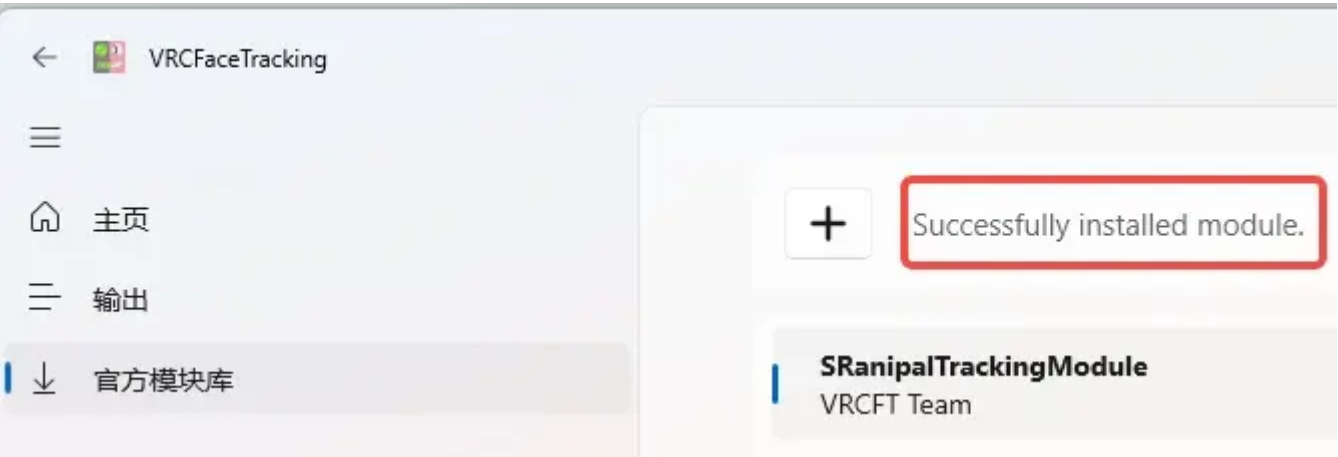 VRCFaceTracking
主页
输出
官方模块库
Successfully installed module.
SRanipalTrackingModule
VRCFT Team